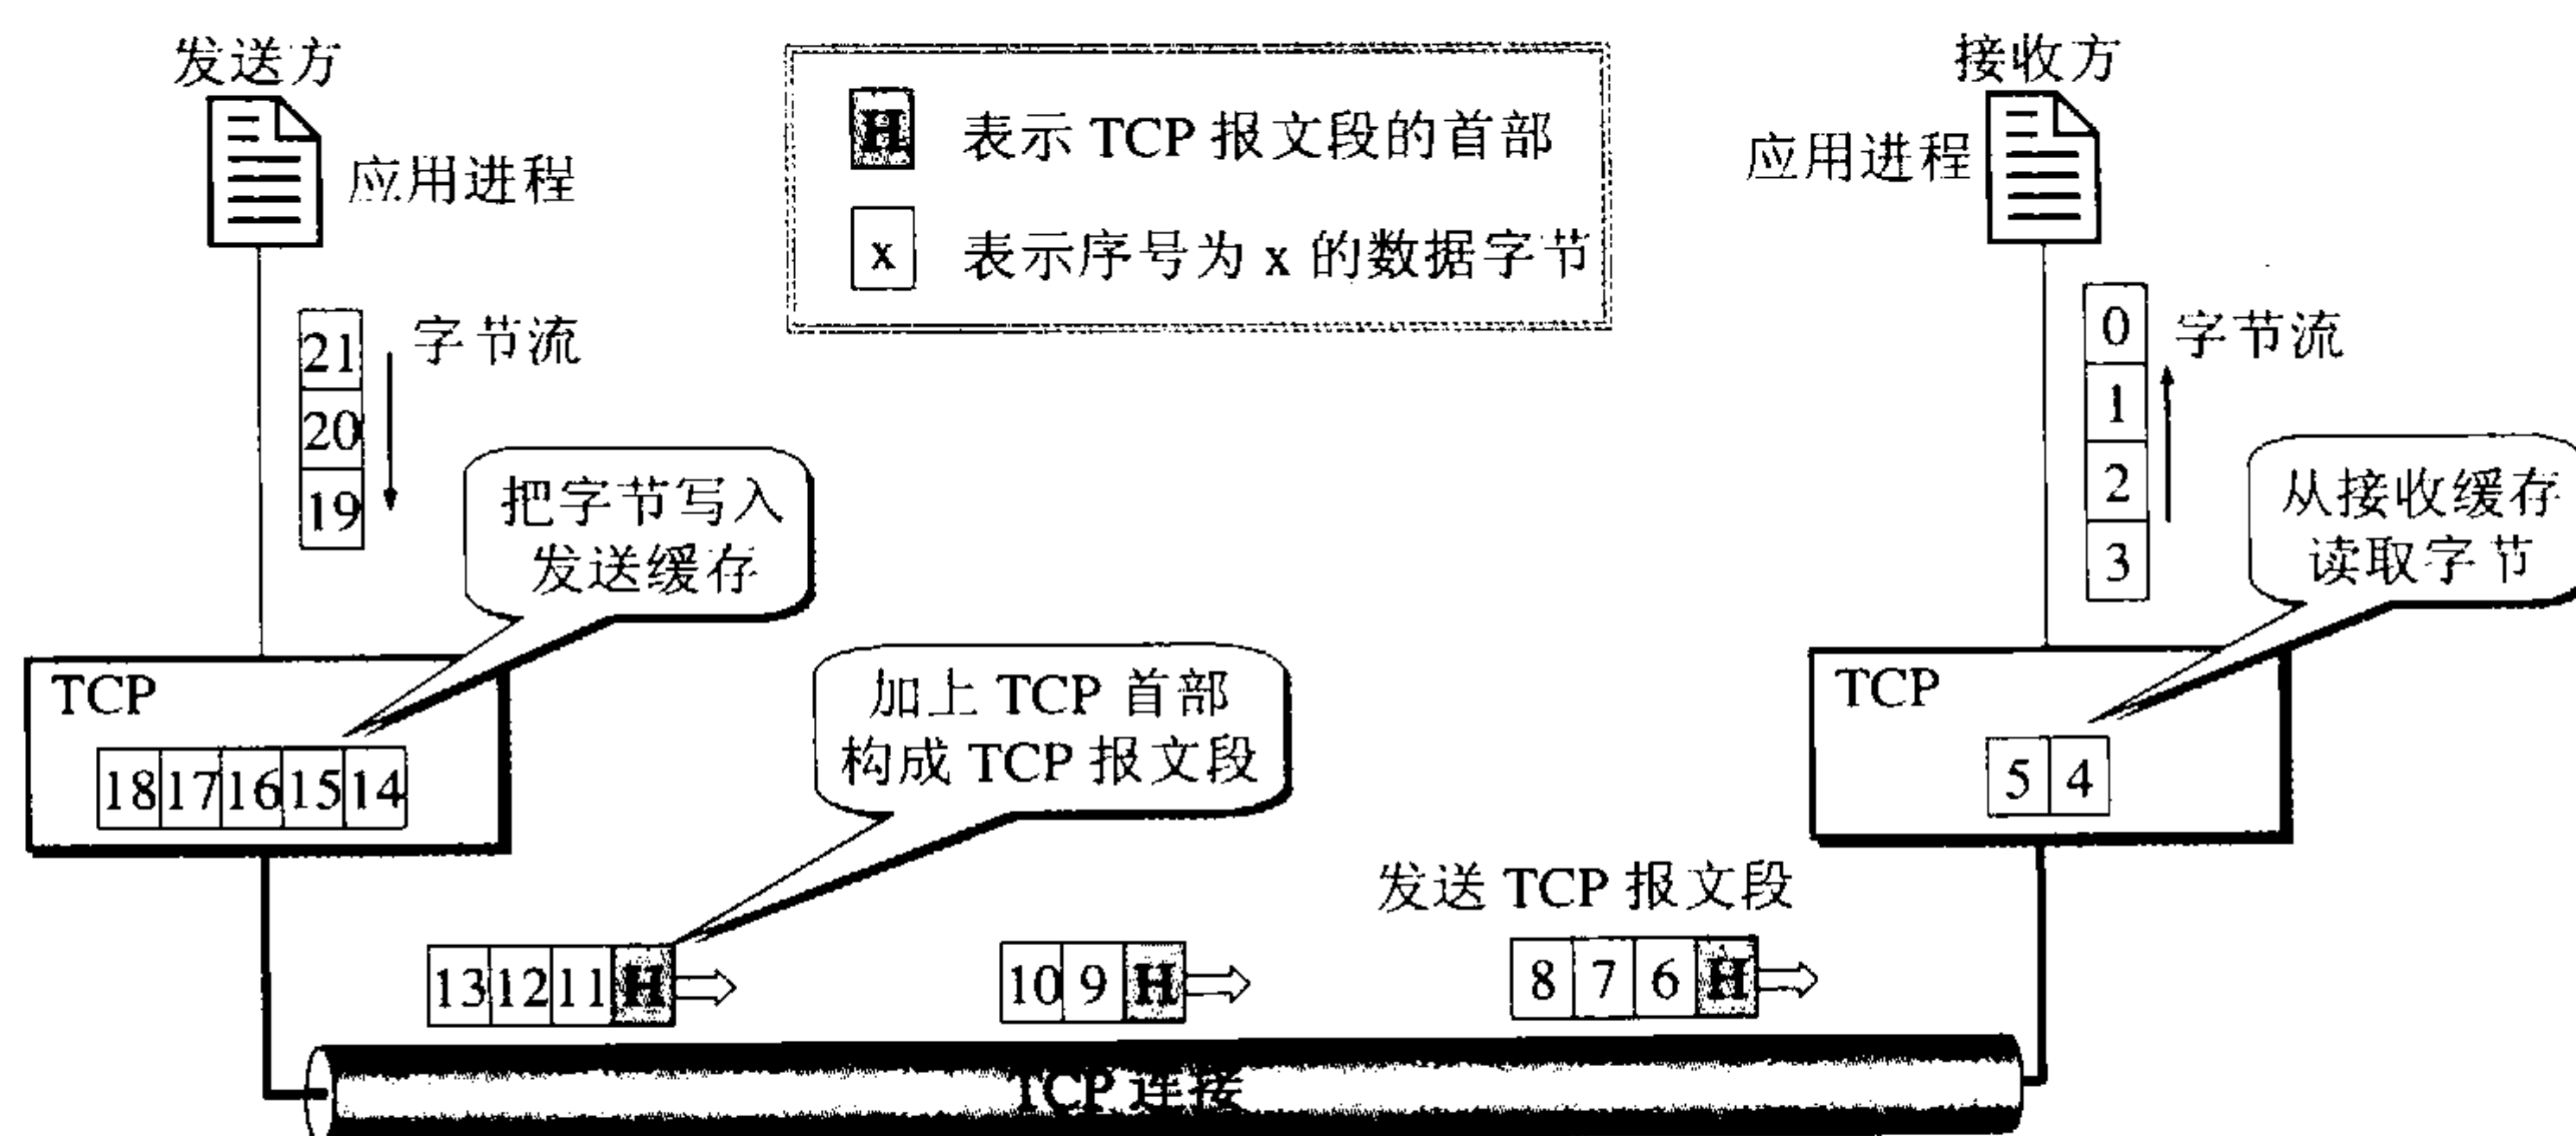 发送方
应用进程
H 表示 TCP 报文段的首部
x 表示序号为 x 的数据字节
接收方
应用进程
21
20
19
字节流
把字节写入
发送缓存
0
1
2
3
字节流
从接收缓存
读取字节
TCP
18 17 16 15 14
加上 TCP 首部
构成 TCP 报文段
TCP
5 4
发送 TCP 报文段
13 12 11 H
10 9 H
8 7 6 H
TCP 连接